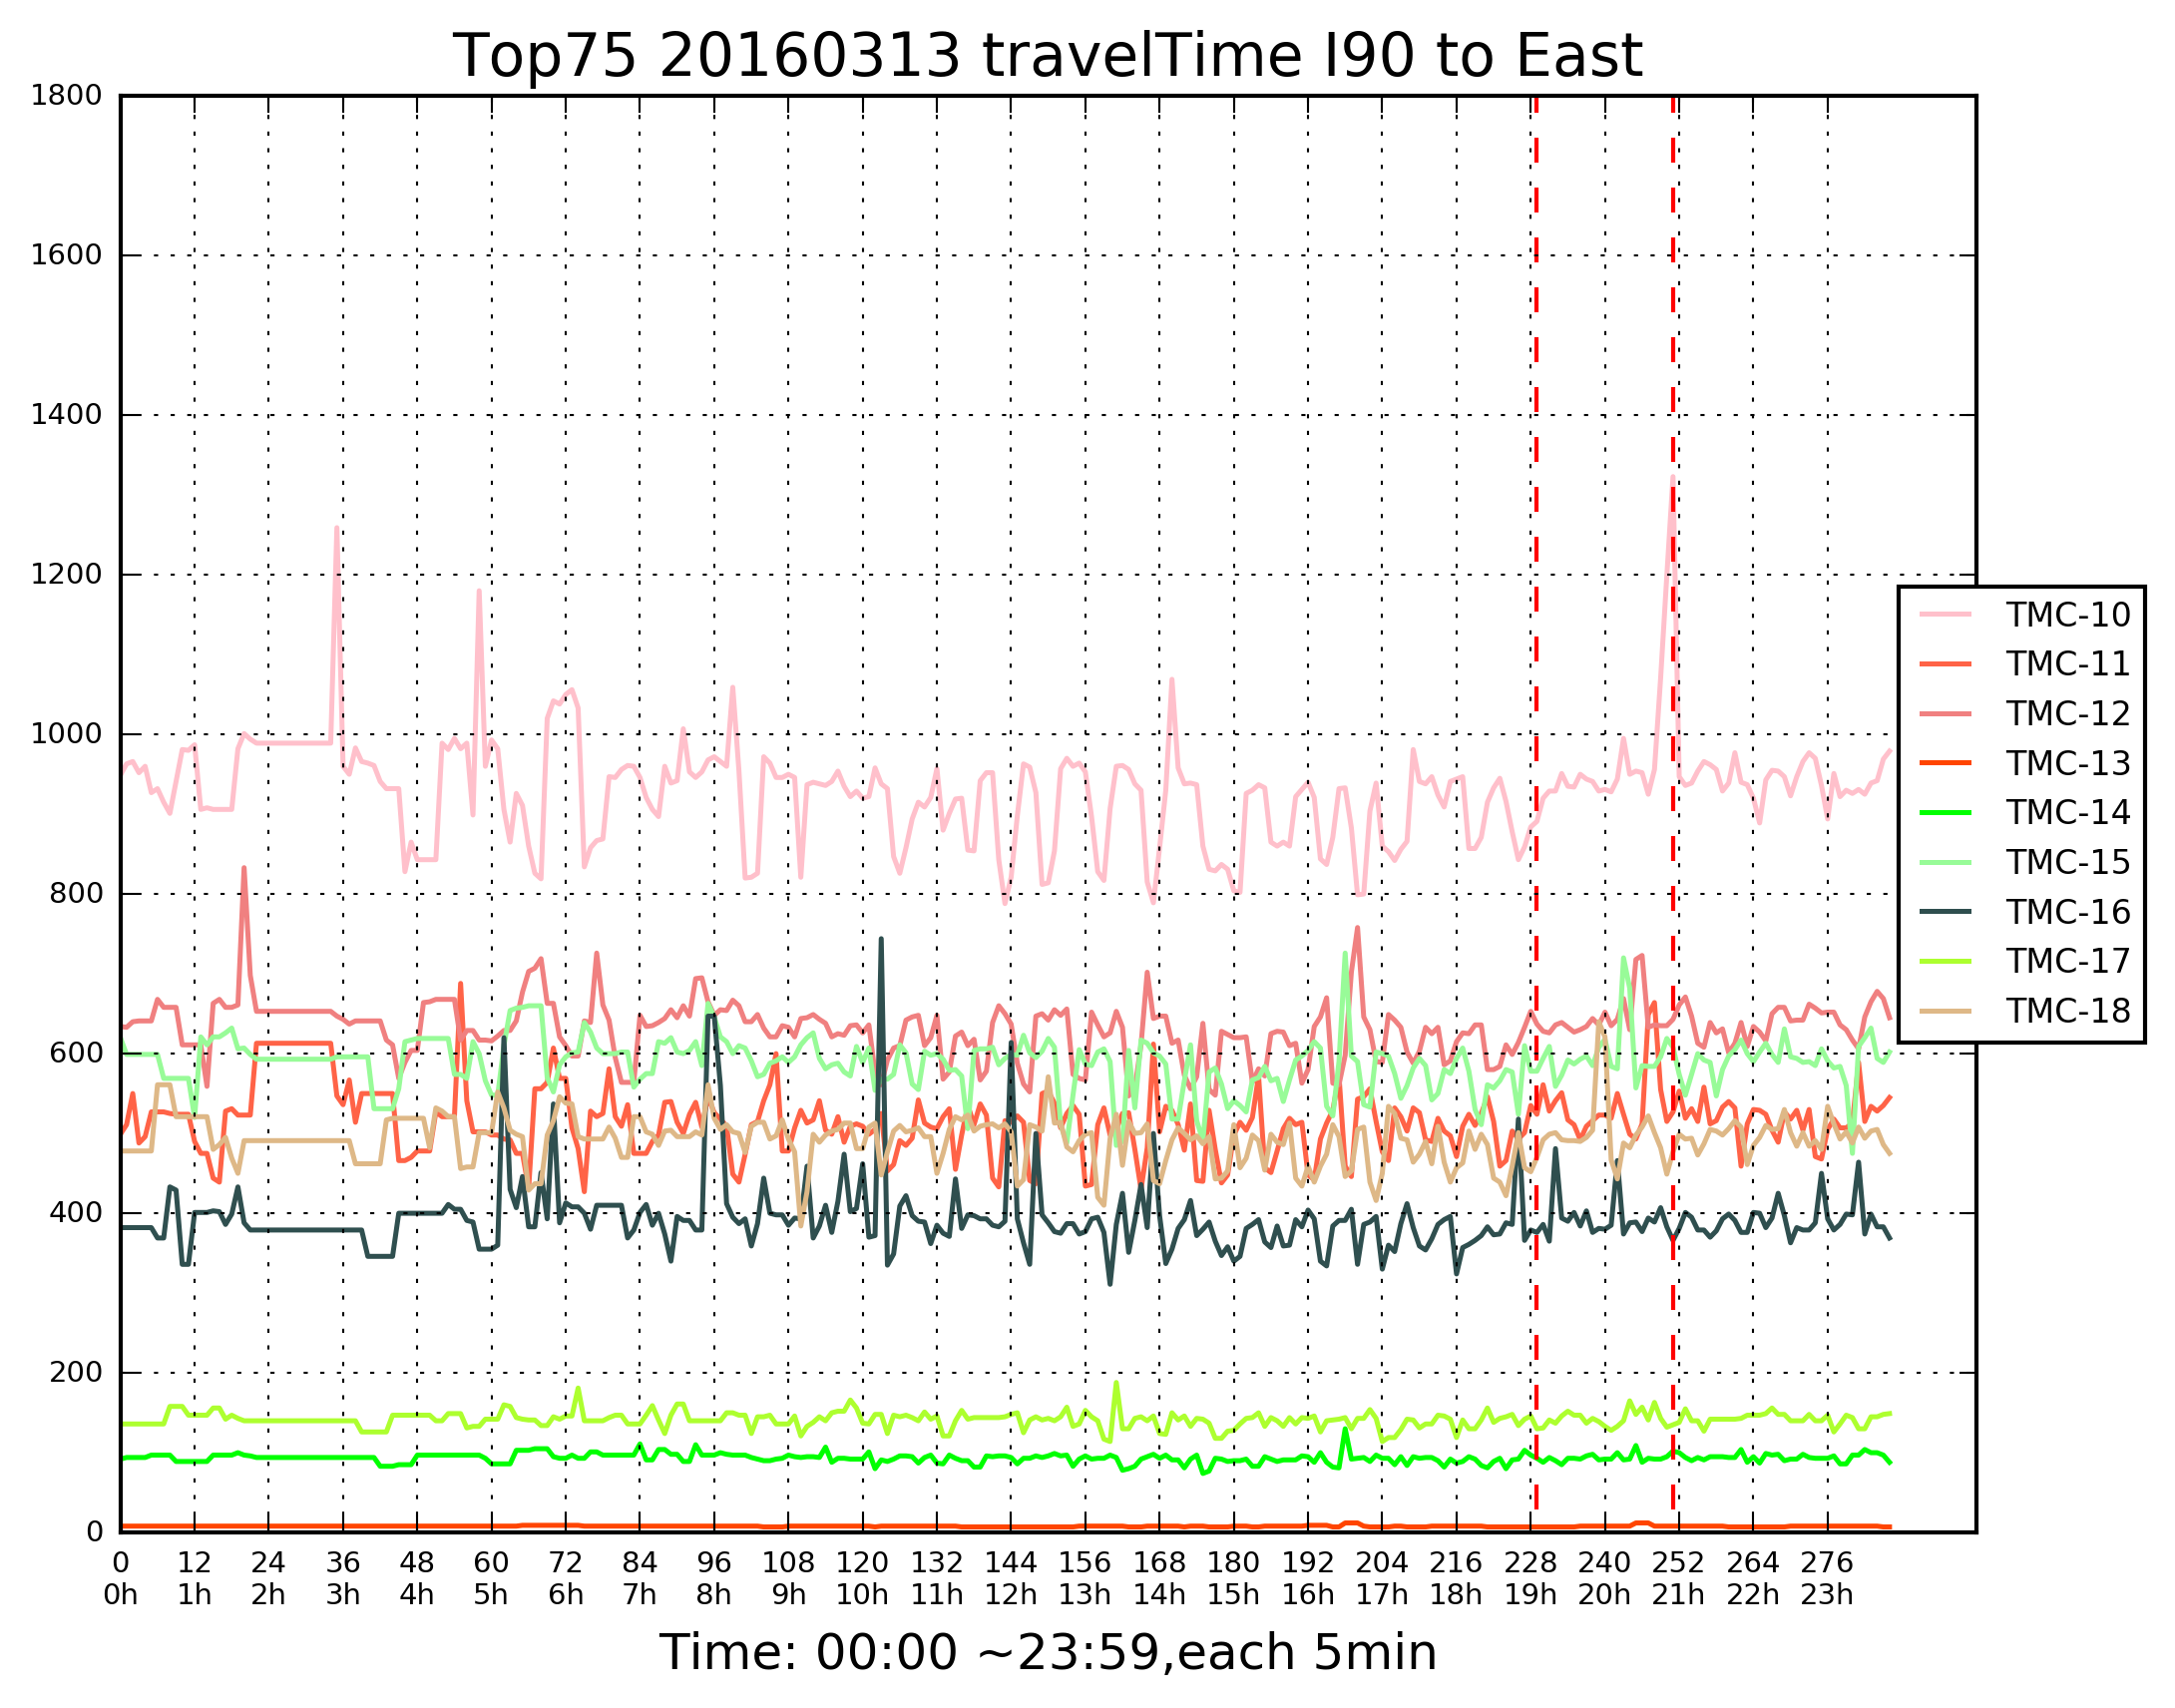 Top75 20160313 travelTime I90 to East
1800
1600
1400
1200
1000
800
600
400
200
0
TMC-10
TMC-11
TMC-12
TMC-13
TMC-14
TMC-15
TMC-16
TMC-17
TMC-18
0 12 24 36 48 60 72 84 96 108 120 132 144 156 168 180 192 204 216 228 240 252 264 276
0h 1h 2h 3h 4h 5h 6h 7h 8h 9h 10h 11h 12h 13h 14h 15h 16h 17h 18h 19h 20h 21h 22h 23h
Time: 00:00 ~23:59,each 5min